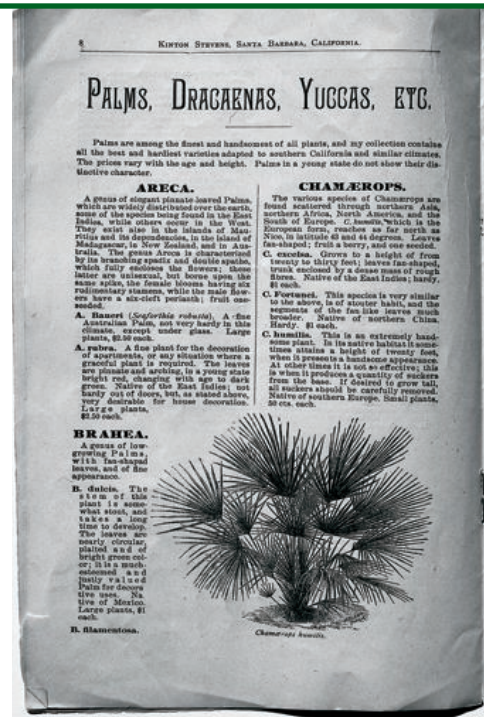 8
KINTON STEVENS, SANTA BARBARA, CALIFORNIA.
PALMS, DRACAENAS, YUCCAS, ETC.
Palms are among the finest and handsomest of all plants, and my collection contains
all the best and hardiest varieties adapted to southern California and similar climates.
The prices vary with the age and height. Palms in a young state do not show their dis-
tinctive character.
ARECA.
A genus of elegant pinnate leaved Palms,
which are widely distributed over the earth,
some of the species being found in the East
Indies, while others occur in the West.
They exist also in the islands of Mau-
ritius and its dependencies, in the island of
Madagascar, in New Zealand, and in Aus-
tralia. The genus Areca is characterized
by its branching spadix and double spathe,
which fully encloses the flowers; these
latter are unisexual, but borne upon the
same spike, the female blooms having six
rudimentary stamens, while the male flow-
ers have a six-cleft perianth; fruit one-
seeded.
A. Baueri (Seaforthia robusta). A fine
Australian Palm, not very hardy in this
climate, except under glass. Large
plants, $2.50 each.
A. rubra. A fine plant for the decoration
of apartments, or any situation where a
graceful plant is required. The leaves
are pinnate and arching, in a young state
bright red, changing with age to dark
green. Native of the East Indies; not
hardy out of doors, but, as stated above,
very desirable for house decoration.
Large plants,
$2.50 each.
BRAHEA.
A genus of low-
growing Palms,
with fan-shaped
leaves, and of fine
appearance.
B. dulcis. The
stem of this
plant is some-
what stout, and
takes a long
time to develop.
The leaves are
nearly circular,
plaited and of
bright green col-
or; it is a much-
esteemed and
justly valued
Palm for decora
tive uses. Na
tive of Mexico.
Large plants, $1
each.
B. filamentosa.
CHAMÆROPS.
The various species of Chamærops are
found scattered through northern Asia,
northern Africa, North America, and the
South of Europe. C. humilis, which is the
European form, reaches as far north as
Nice, in latitude 43 and 44 degrees. Leaves
fan-shaped; fruit a berry, and one seeded.
C. excelsa. Grows to a height of from
twenty to thirty feet; leaves fan-shaped,
trunk enclosed by a dense mass of rough
fibres. Native of the East Indies; hardy.
$1 each.
C. Fortunei. This species is very similar
to the above, is of stouter habit, and the
segments of the fan-like leaves much
broader. Native of northern China.
Hardy. $1 each.
C. humilis. This is an extremely hand-
some plant. In its native habitat it some-
times attains a height of twenty feet,
when it presents a handsome appearance.
At other times it is not so effective; this
is when it produces a quantity of suckers
from the base. If desired to grow tall,
all suckers should be carefully removed.
Native of southern Europe. Small plants,
50 cts. each.
Chamærops humilis.